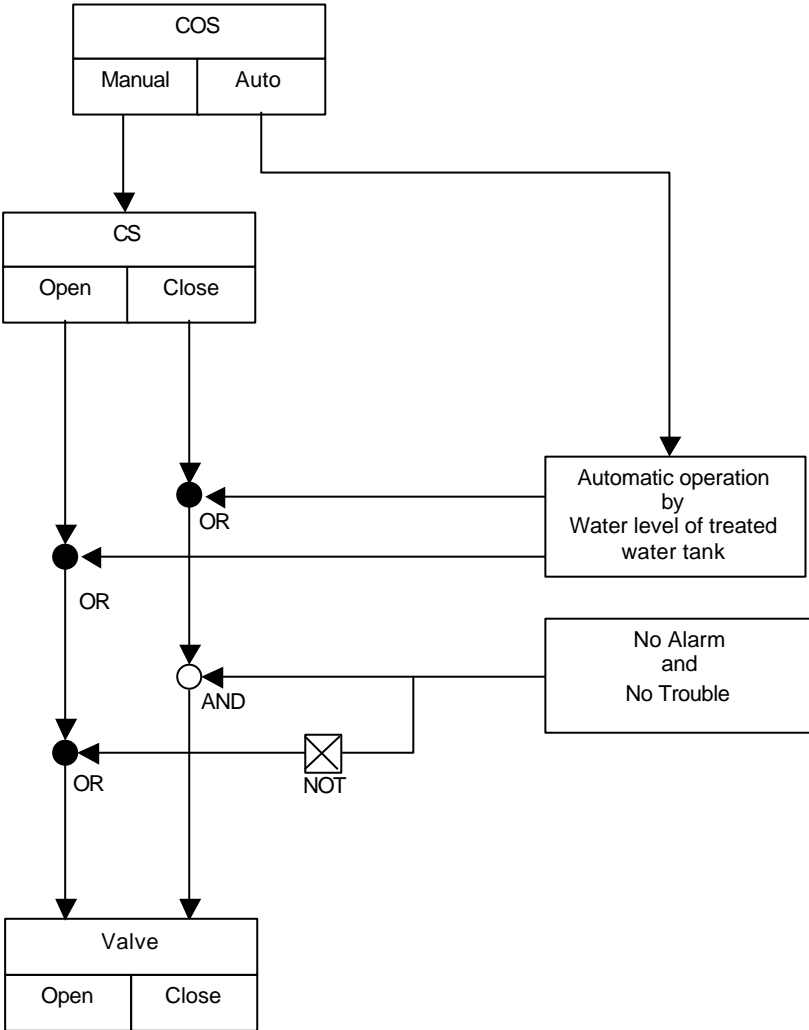 COS
Manual
Auto
CS
Open
Close
Automatic operation
by
Water level of treated
water tank
OR
OR
No Alarm
and
No Trouble
AND
OR
NOT
Valve
Open
Close